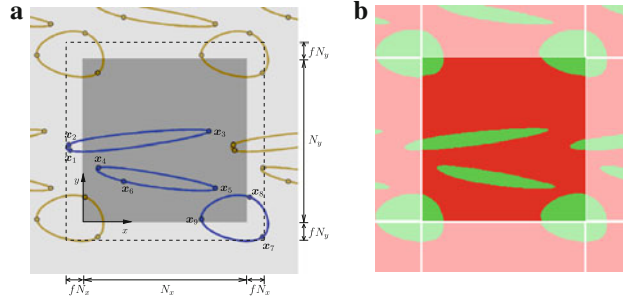 a
b
fN_y
x_2
x_3
x_1
N_y
x_4
y
x_6
x_5
x_8
x_9
x
fN_y
x_7
fN_x
N_x
fN_x